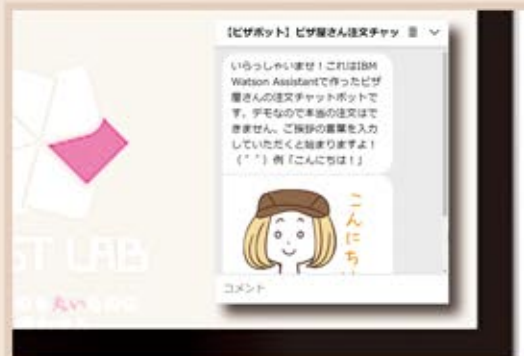 【ピザボット】ピザ屋さん注文チャッ
いらっしゃいませ！これはIBM
Watson Assistantで作ったピザ
屋さんの注文チャットボットで
す。デモなので本当の注文はで
きません。ご挨拶の言葉を入力
していただくと始まりますよ！
(^^) 例「こんにちは！」
こんにち
コメント
ST LAB
丸い